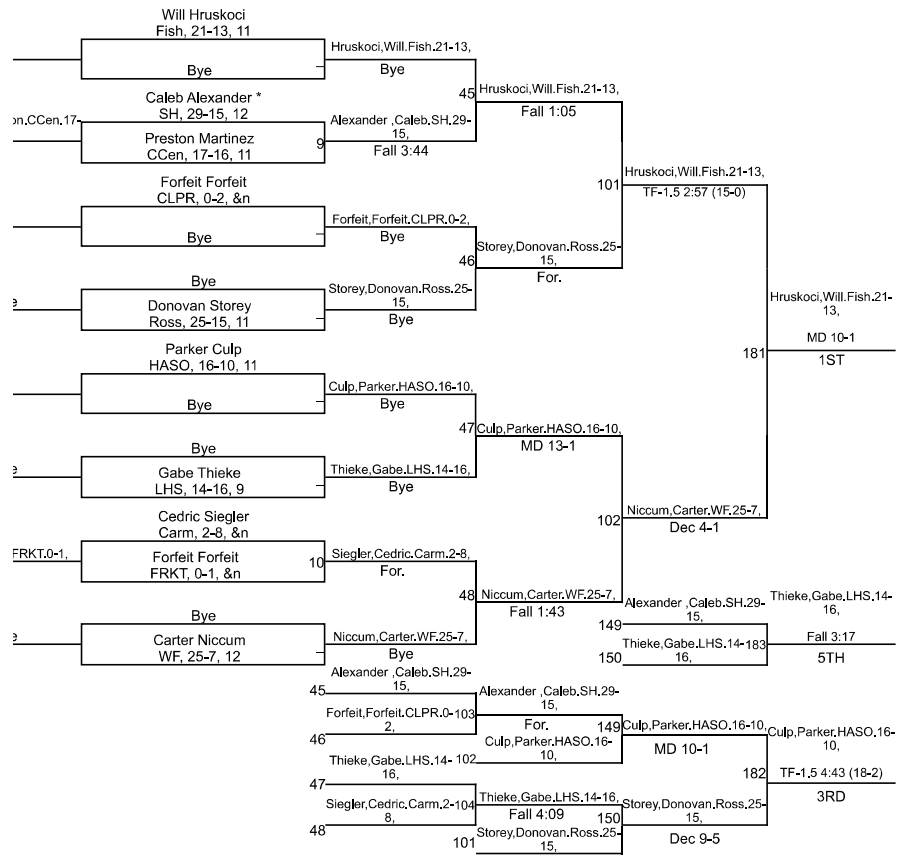 Will Hruskoci
Fish, 21-13, 11
Bye
Hruskoci,Will.Fish.21-13,
Bye
45
Hruskoci,Will.Fish.21-13,
Fall 1:05
Caleb Alexander *
SH, 29-15, 12
on.CCen.17-
Preston Martinez
CCen, 17-16, 11
9
Alexander ,Caleb.SH.29-
15,
Fall 3:44
101
Hruskoci,Will.Fish.21-13,
TF-1.5 2:57 (15-0)
Forfeit Forfeit
CLPR, 0-2, &n
Bye
Forfeit,Forfeit.CLPR.0-2,
Bye
46
Storey,Donovan.Ross.25-
15,
For.
Bye
Donovan Storey
Ross, 25-15, 11
e
Storey,Donovan.Ross.25-
15,
Bye
Hruskoci,Will.Fish.21-
13,
181
MD 10-1
1ST
Parker Culp
HASO, 16-10, 11
Bye
Culp,Parker.HASO.16-10,
Bye
47
Culp,Parker.HASO.16-10,
MD 13-1
Bye
Gabe Thieke
LHS, 14-16, 9
e
Thieke,Gabe.LHS.14-16,
Bye
102
Niccum,Carter.WF.25-7,
Dec 4-1
Cedric Siegler
Carm, 2-8, &n
FRKT.0-1,
Forfeit Forfeit
FRKT, 0-1, &n
10
Siegler,Cedric.Carm.2-8,
For.
48
Niccum,Carter.WF.25-7,
Fall 1:43
Bye
Carter Niccum
WF, 25-7, 12
e
Niccum,Carter.WF.25-7,
Bye
149
Alexander ,Caleb.SH.29-
15,
150
Thieke,Gabe.LHS.14-
16,
183
Thieke,Gabe.LHS.14-
16,
Fall 3:17
5TH
45
Alexander ,Caleb.SH.29-
15,
46
Forfeit,Forfeit.CLPR.0-
2,
103
Alexander ,Caleb.SH.29-
15,
For.
102
Culp,Parker.HASO.16-
10,
149
Culp,Parker.HASO.16-10,
MD 10-1
47
Thieke,Gabe.LHS.14-
16,
48
Siegler,Cedric.Carm.2-
8,
104
Thieke,Gabe.LHS.14-16,
Fall 4:09
101
Storey,Donovan.Ross.25-
15,
150
Storey,Donovan.Ross.25-
15,
Dec 9-5
182
Culp,Parker.HASO.16-
10,
TF-1.5 4:43 (18-2)
3RD